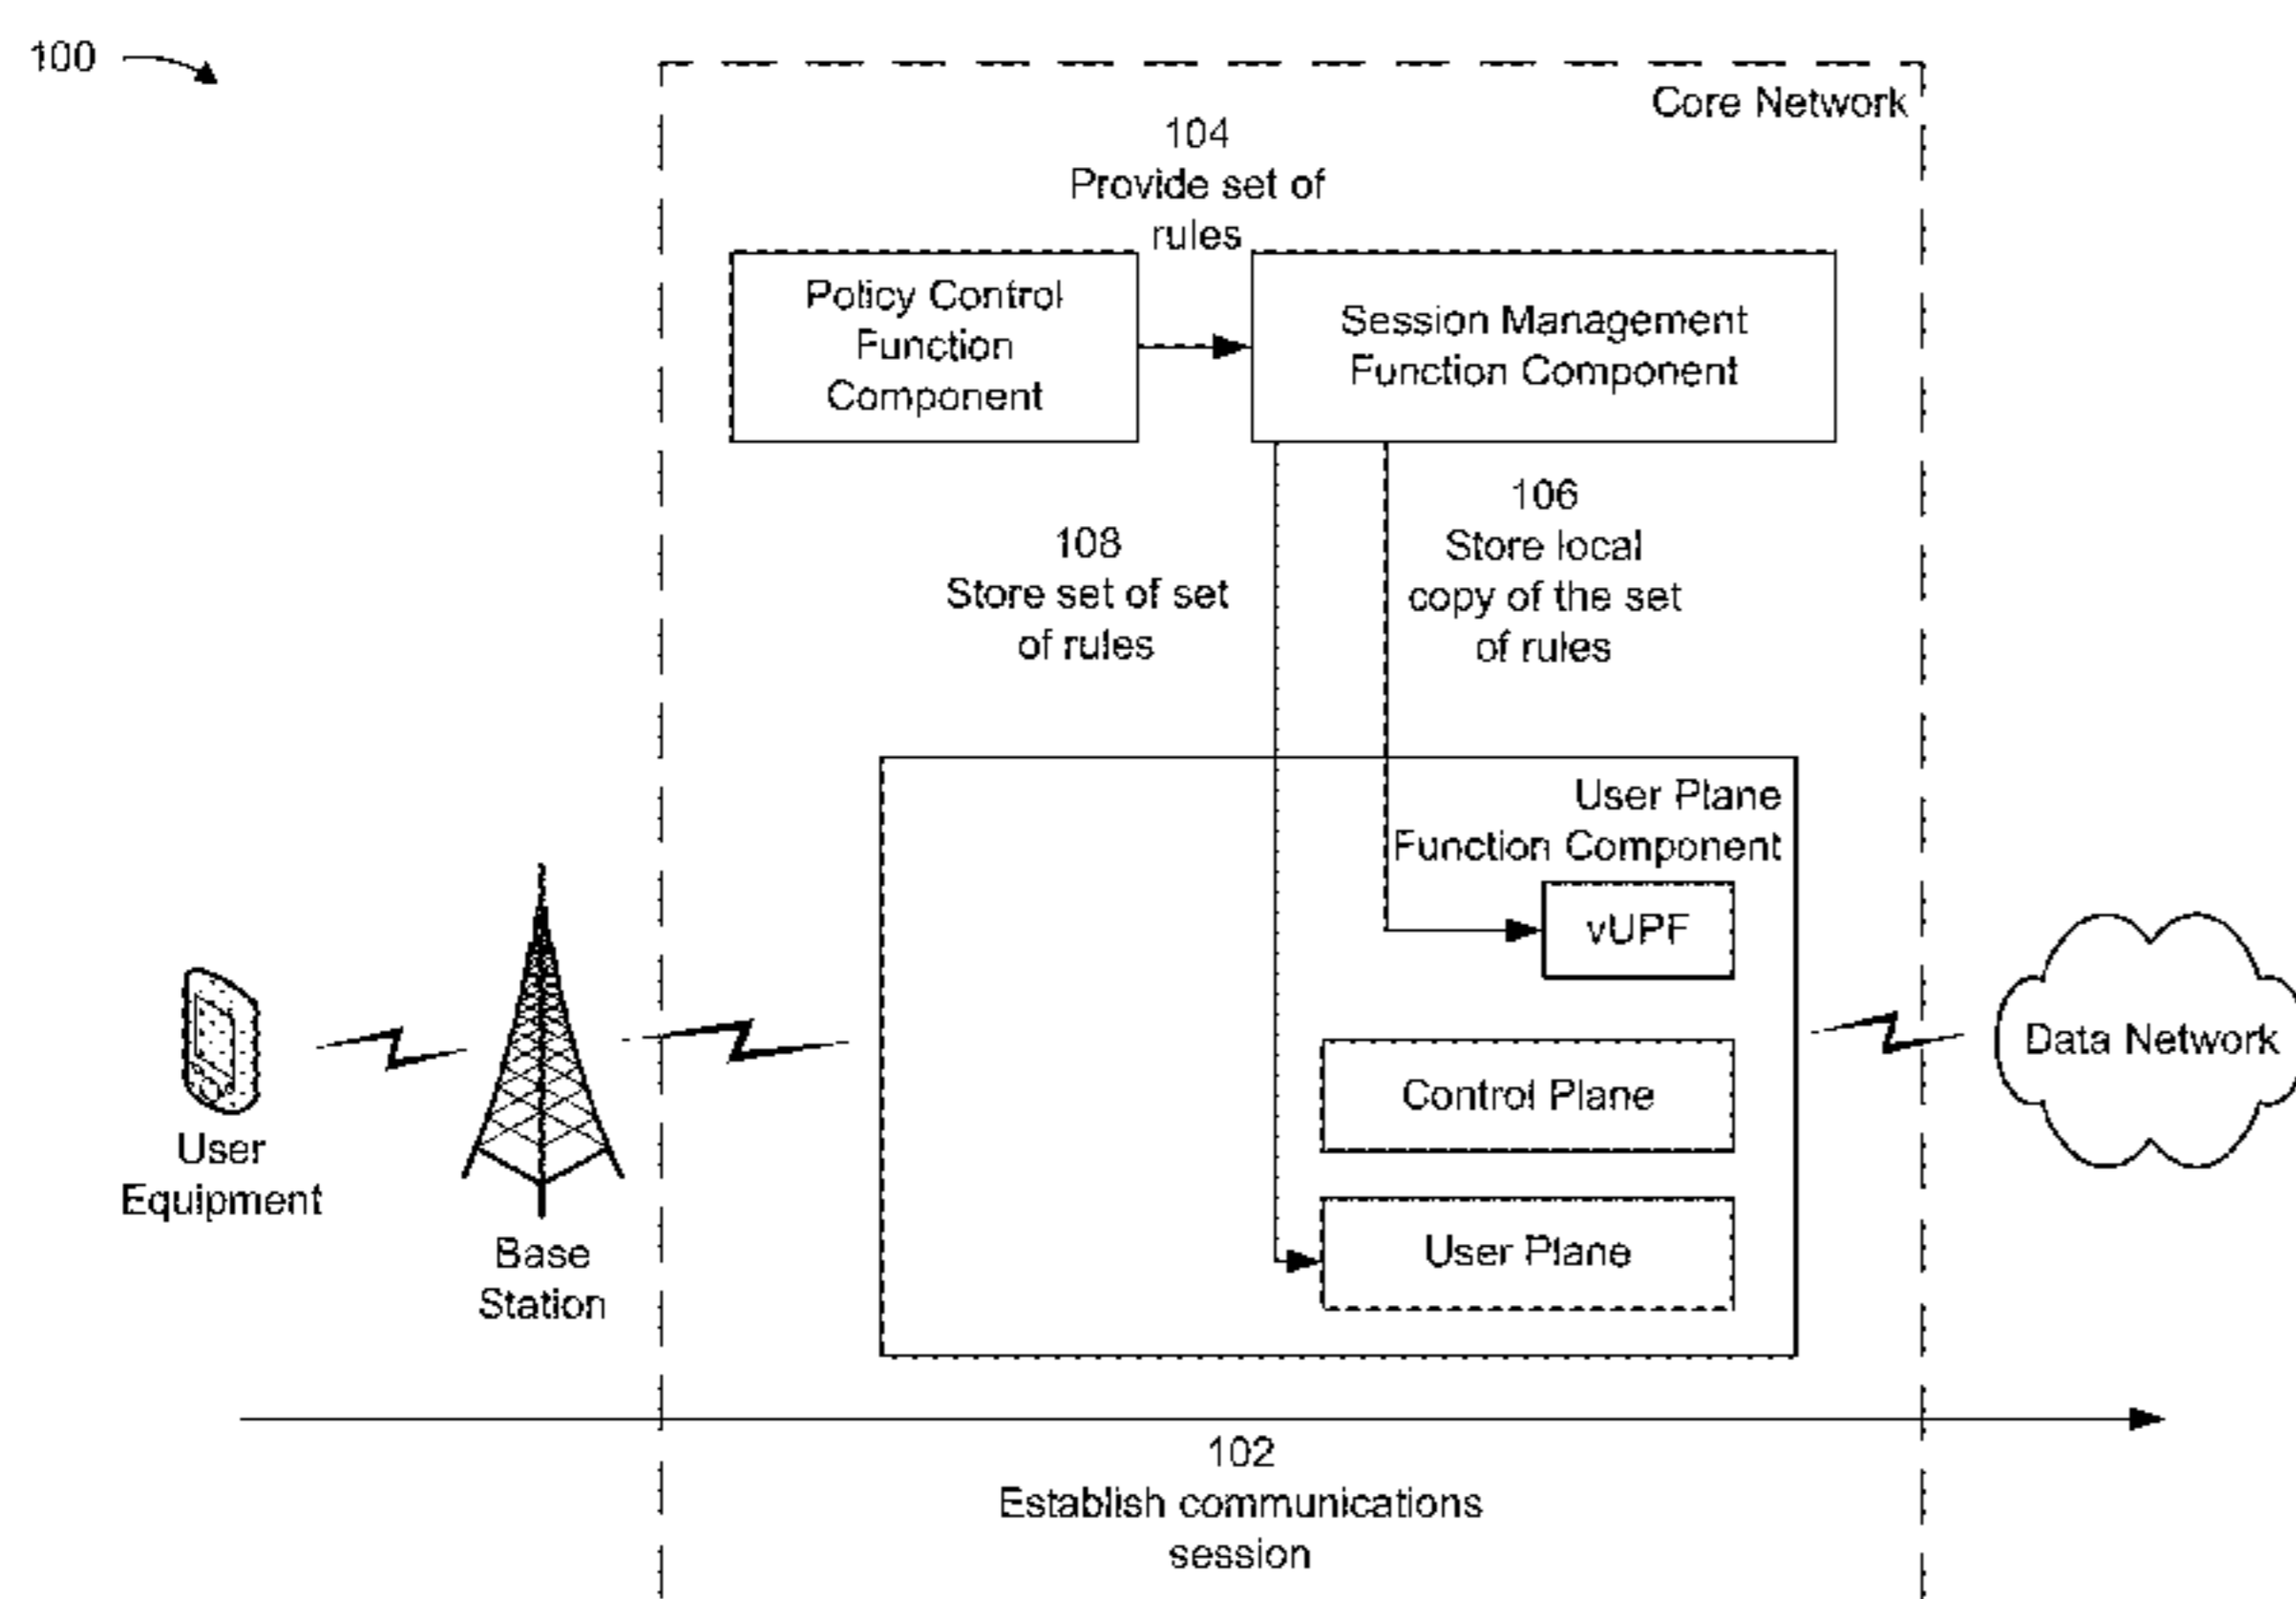 100
Core Network
104
Provide set of
rules
Policy Control
Function
Component
Session Management
Function Component
106
Store local
copy of the set
of rules
108
Store set of set
of rules
User Plane
Function Component
vUPF
Control Plane
User Plane
User
Equipment
Base
Station
Data Network
102
Establish communications
session